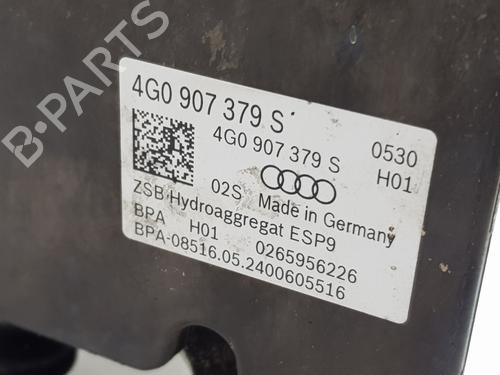 4G0 907 379 S
4G0 907 379 S 0530
02S Made in Germany H01
ZSB Hydroaggregat ESP9
BPA H01 0265956226
BPA-08516.05.2400605516